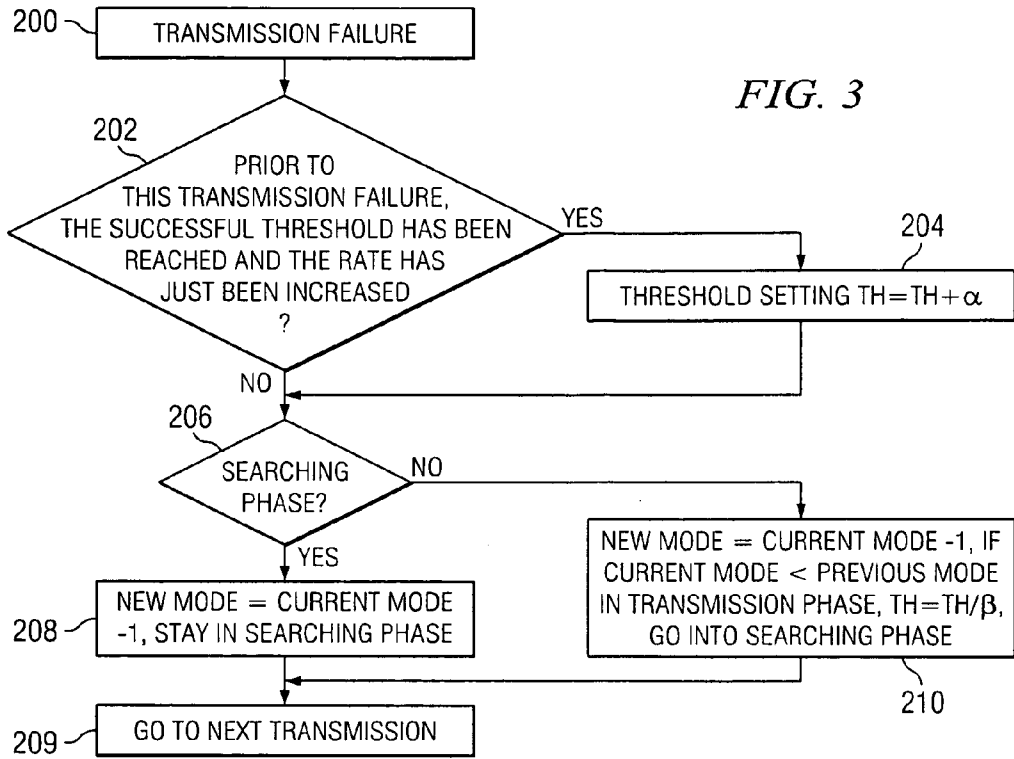 200
TRANSMISSION FAILURE
FIG. 3
202
PRIOR TO
THIS TRANSMISSION FAILURE,
THE SUCCESSFUL THRESHOLD HAS BEEN
REACHED AND THE RATE HAS
JUST BEEN INCREASED
?
YES
204
THRESHOLD SETTING TH=TH+α
NO
206
SEARCHING
PHASE?
NO
YES
NEW MODE = CURRENT MODE -1, IF
CURRENT MODE < PREVIOUS MODE
IN TRANSMISSION PHASE, TH=TH/β,
GO INTO SEARCHING PHASE
210
208
NEW MODE = CURRENT MODE
-1, STAY IN SEARCHING PHASE
209
GO TO NEXT TRANSMISSION